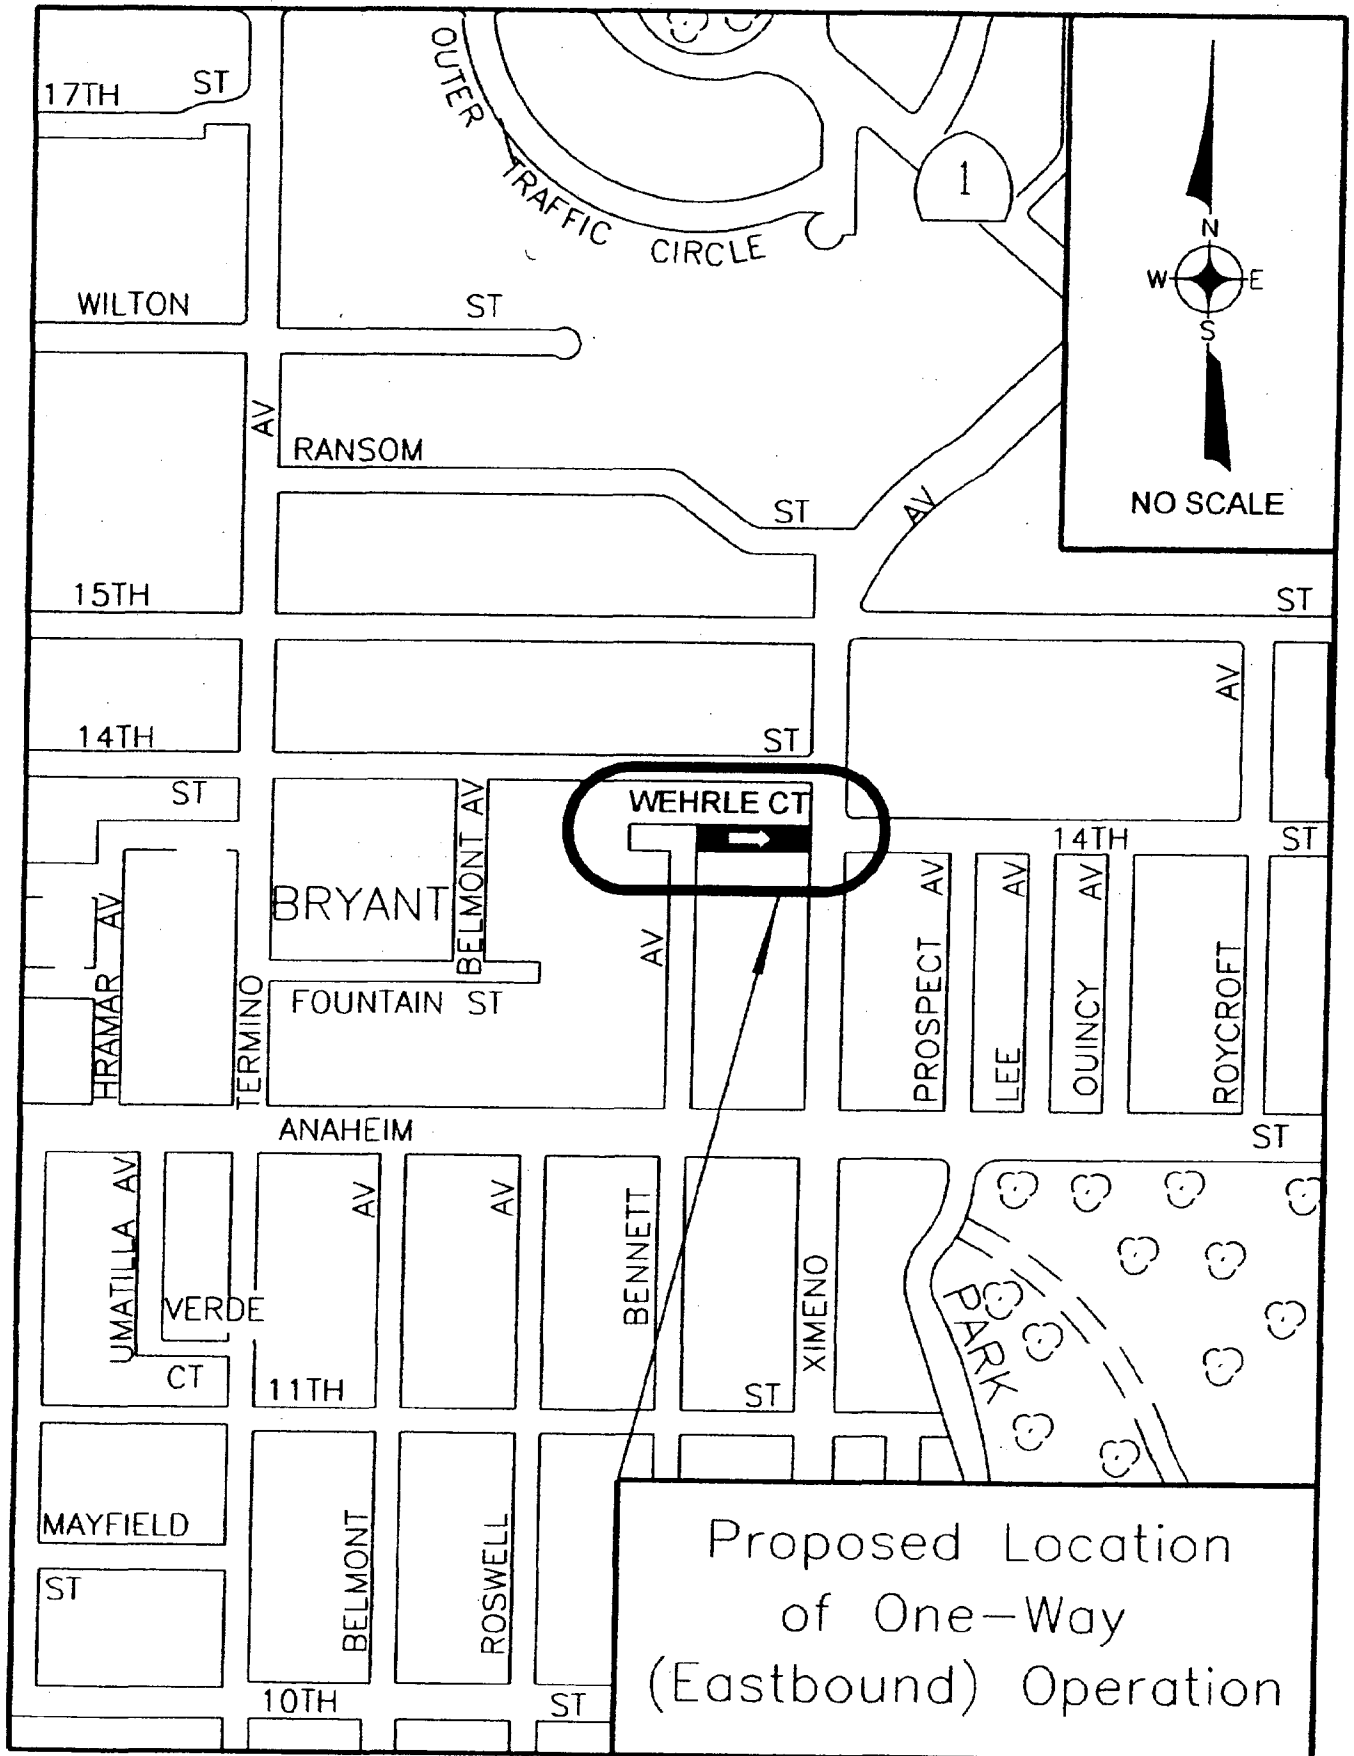 17TH ST
OUTER TRAFFIC CIRCLE
1
N
W E
S
NO SCALE
WILTON ST
AV
RANSOM ST
AV
15TH ST
AV
14TH ST
ST
WEHRLE CT
14TH ST
BRYANT
BELMONT AV
AV
HRAMAR AV
TERMINO
FOUNTAIN ST
PROSPECT AV
LEE AV
QUINCY AV
ROYCROFT
ANAHEIM ST
UMATILLA AV
VERDE
CT
AV
AV
BENNETT
XIMENO
PARK
11TH ST
MAYFIELD
ST
BELMONT
ROSWELL
10TH ST
Proposed Location
of One-Way
(Eastbound) Operation